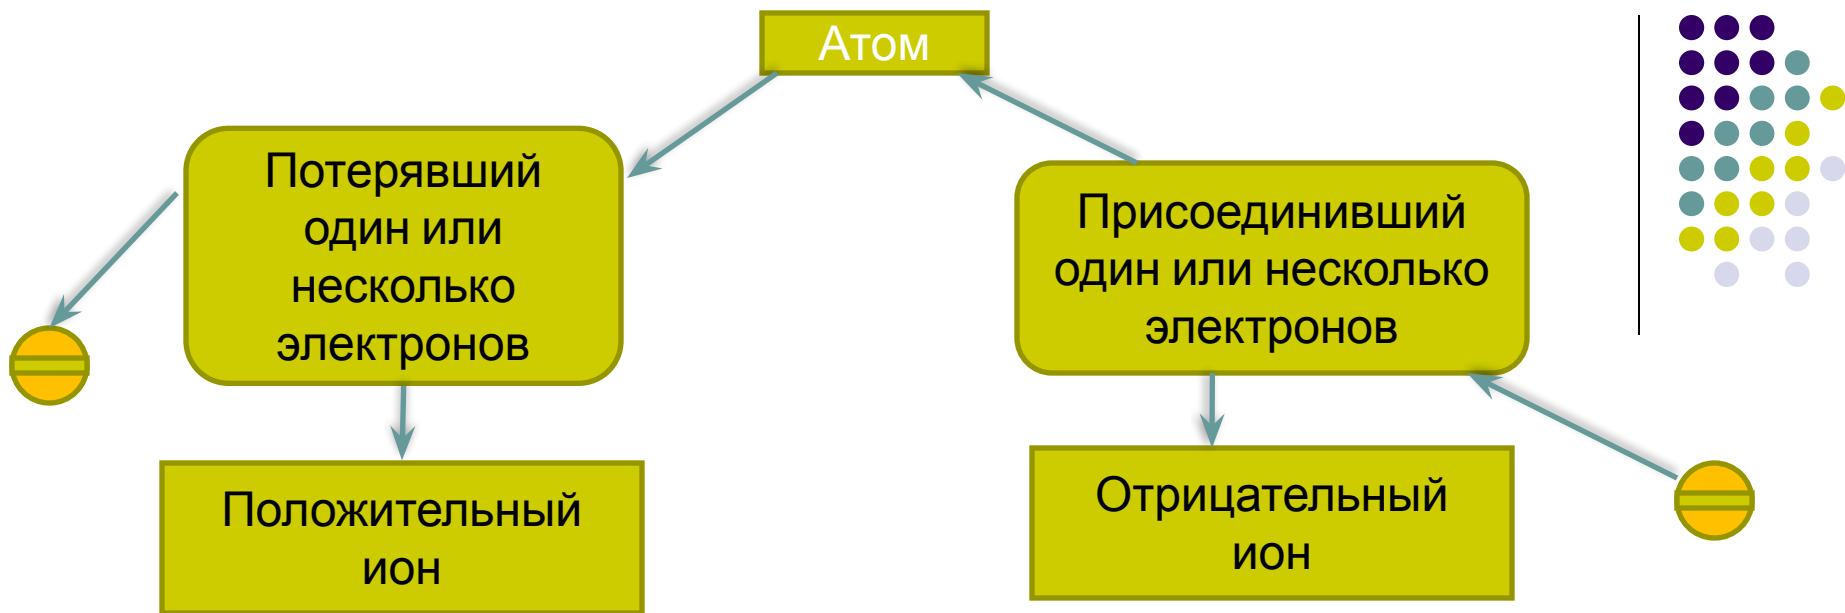 Атом
Потерявший
один или
несколько
электронов
Присоединивший
один или несколько
электронов
Положительный
ион
Отрицательный
ион